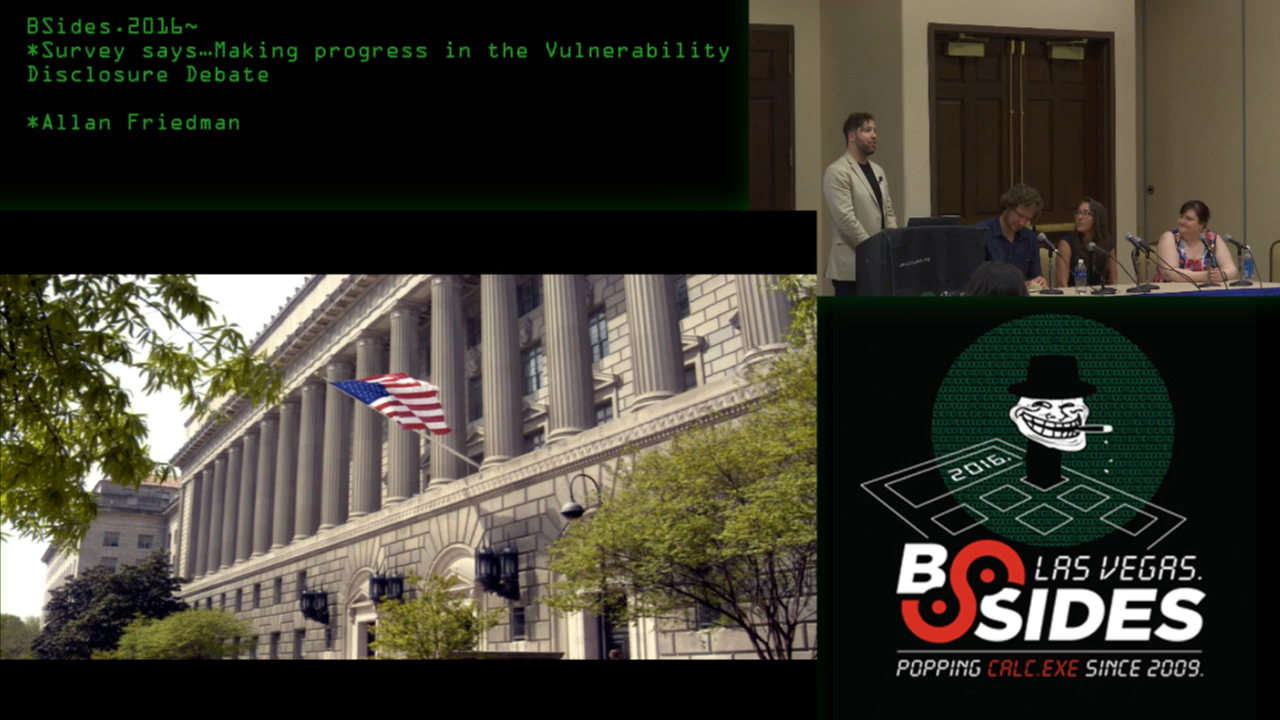 BSides.2016~
*Survey says…Making progress in the Vulnerability
Disclosure Debate
*Allan Friedman
2016.
BSIDES
LAS VEGAS.
POPPING CALC.EXE SINCE 2009.